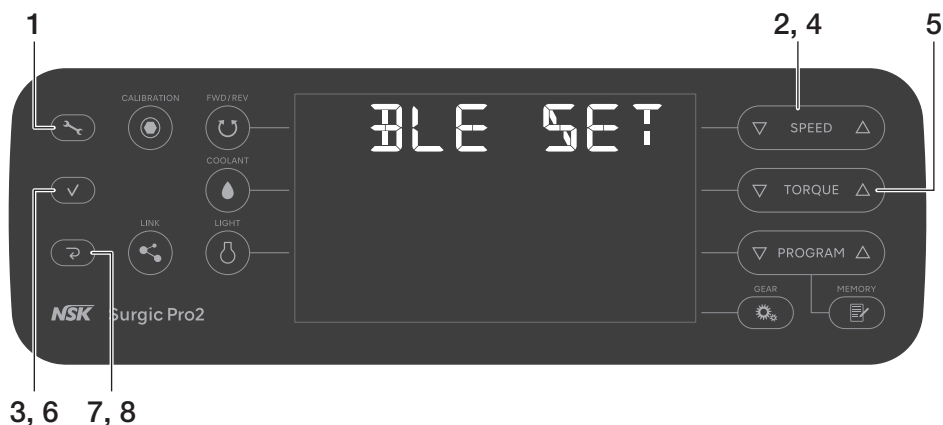 1
2, 4
5
CALIBRATION
FWD/REV
BLE SET
SPEED
COOLANT
TORQUE
LINK
LIGHT
PROGRAM
GEAR
MEMORY
NSK Surgic Pro2
3, 6
7, 8